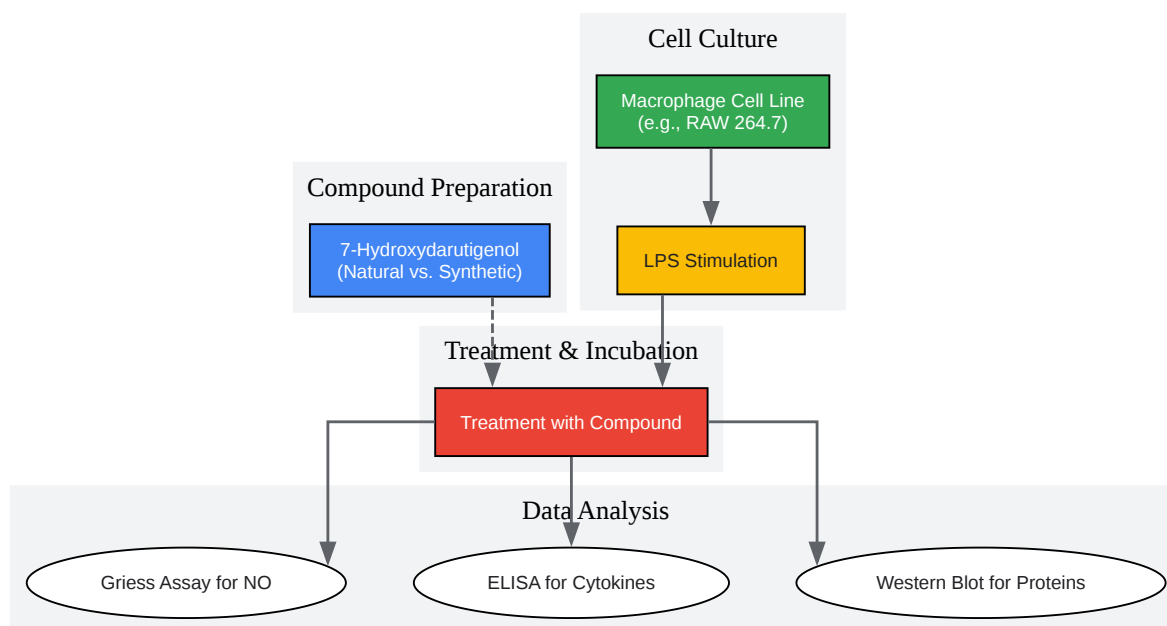 Cell Culture
Macrophage Cell Line
(e.g., RAW 264.7)
Compound Preparation
7-Hydroxydarutigenol
(Natural vs. Synthetic)
LPS Stimulation
Treatment & Incubation
Treatment with Compound
Data Analysis
Griess Assay for NO
ELISA for Cytokines
Western Blot for Proteins